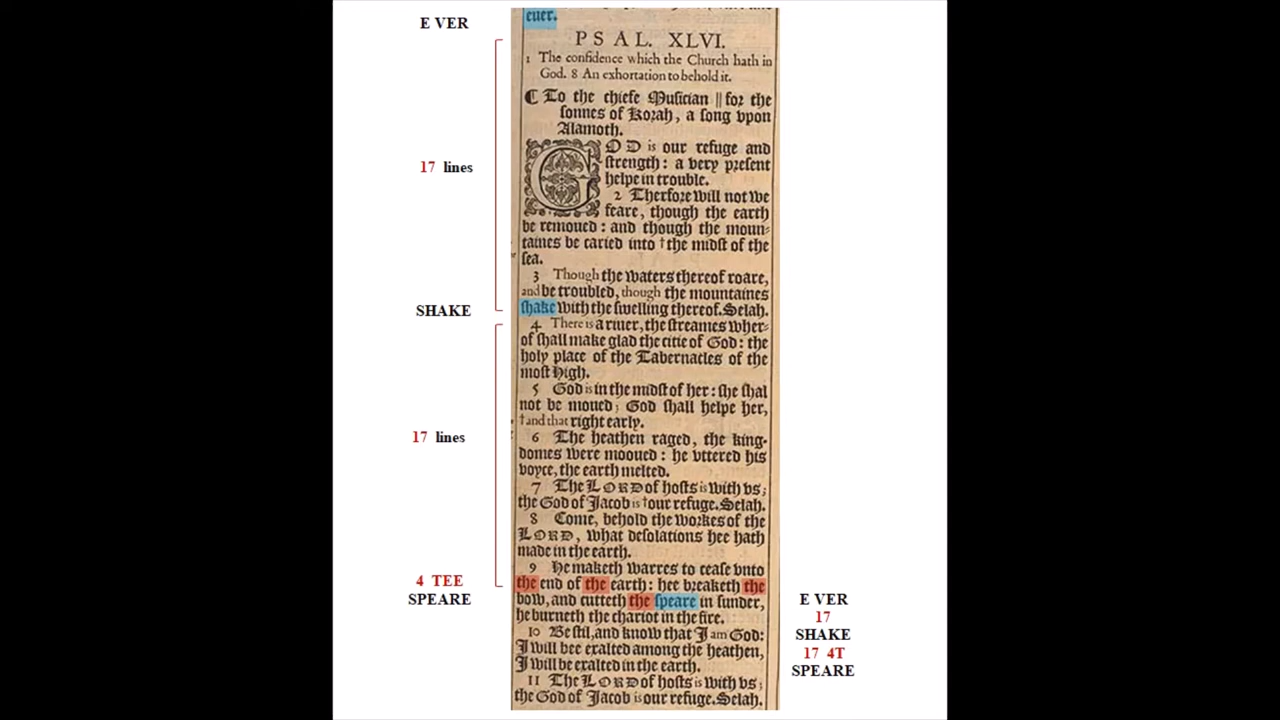 E VER
euer.
PSAL. XLVI.
1 The confidence which the Church hath in
God. 8 An exhortation to behold it.
¶ To the chiefe Musician || for the
sonnes of Korah, a song vpon
Alamoth.
GOD is our refuge and
strength: a very present
helpe in trouble.
2 Therfore will not we
feare, though the earth
be remoued: and though the moun-
taines be caried into † the midst of the
sea.
3 Though the waters thereof roare,
and be troubled, though the mountaines
shake with the swelling thereof. Selah.
4 There is a riuer, the streames wher-
of shall make glad the citie of God: the
holy place of the Tabernacles of the
most High.
5 God is in the midst of her: she shal
not be moued; God shall helpe her,
† and that right early.
6 The heathen raged, the king-
domes were mooued: he vttered his
voyce, the earth melted.
7 The LORD of hosts is with vs;
the God of Jacob is † our refuge. Selah.
8 Come, behold the workes of the
LORD, what desolations hee hath
made in the earth.
9 He maketh warres to cease vnto
the end of the earth: hee breaketh the
bow, and cutteth the speare in sunder,
he burneth the chariot in the fire.
10 Be stil, and know that I am God:
I will bee exalted among the heathen,
I will be exalted in the earth.
11 The LORD of hosts is with vs;
the God of Jacob is our refuge. Selah.
17 lines
SHAKE
17 lines
4 TEE
SPEARE
E VER
17
SHAKE
17 4T
SPEARE